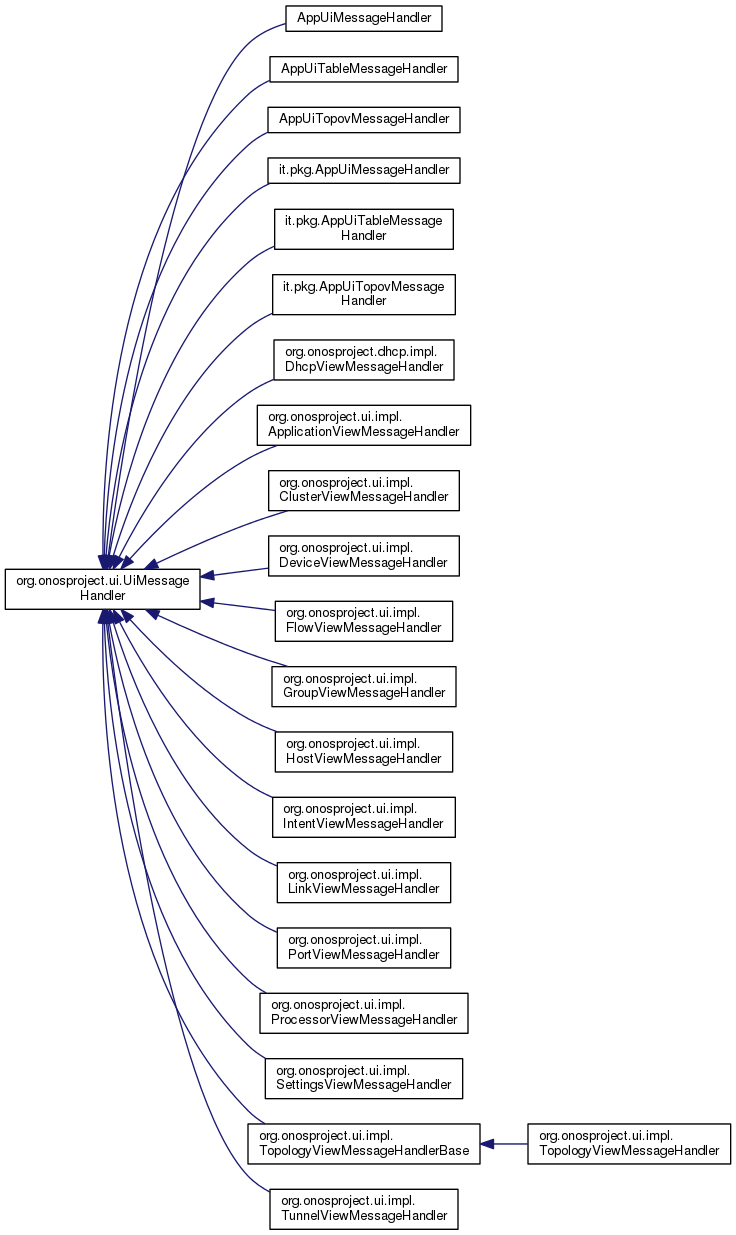 AppUiMessageHandler
AppUiTableMessageHandler
AppUiTopovMessageHandler
it.pkg.AppUiMessageHandler
it.pkg.AppUiTableMessage
Handler
it.pkg.AppUiTopovMessage
Handler
org.onosproject.dhcp.impl.
DhcpViewMessageHandler
org.onosproject.ui.impl.
ApplicationViewMessageHandler
org.onosproject.ui.impl.
ClusterViewMessageHandler
org.onosproject.ui.impl.
DeviceViewMessageHandler
org.onosproject.ui.UiMessage
Handler
org.onosproject.ui.impl.
FlowViewMessageHandler
org.onosproject.ui.impl.
GroupViewMessageHandler
org.onosproject.ui.impl.
HostViewMessageHandler
org.onosproject.ui.impl.
IntentViewMessageHandler
org.onosproject.ui.impl.
LinkViewMessageHandler
org.onosproject.ui.impl.
PortViewMessageHandler
org.onosproject.ui.impl.
ProcessorViewMessageHandler
org.onosproject.ui.impl.
SettingsViewMessageHandler
org.onosproject.ui.impl.
TopologyViewMessageHandlerBase
org.onosproject.ui.impl.
TopologyViewMessageHandler
org.onosproject.ui.impl.
TunnelViewMessageHandler